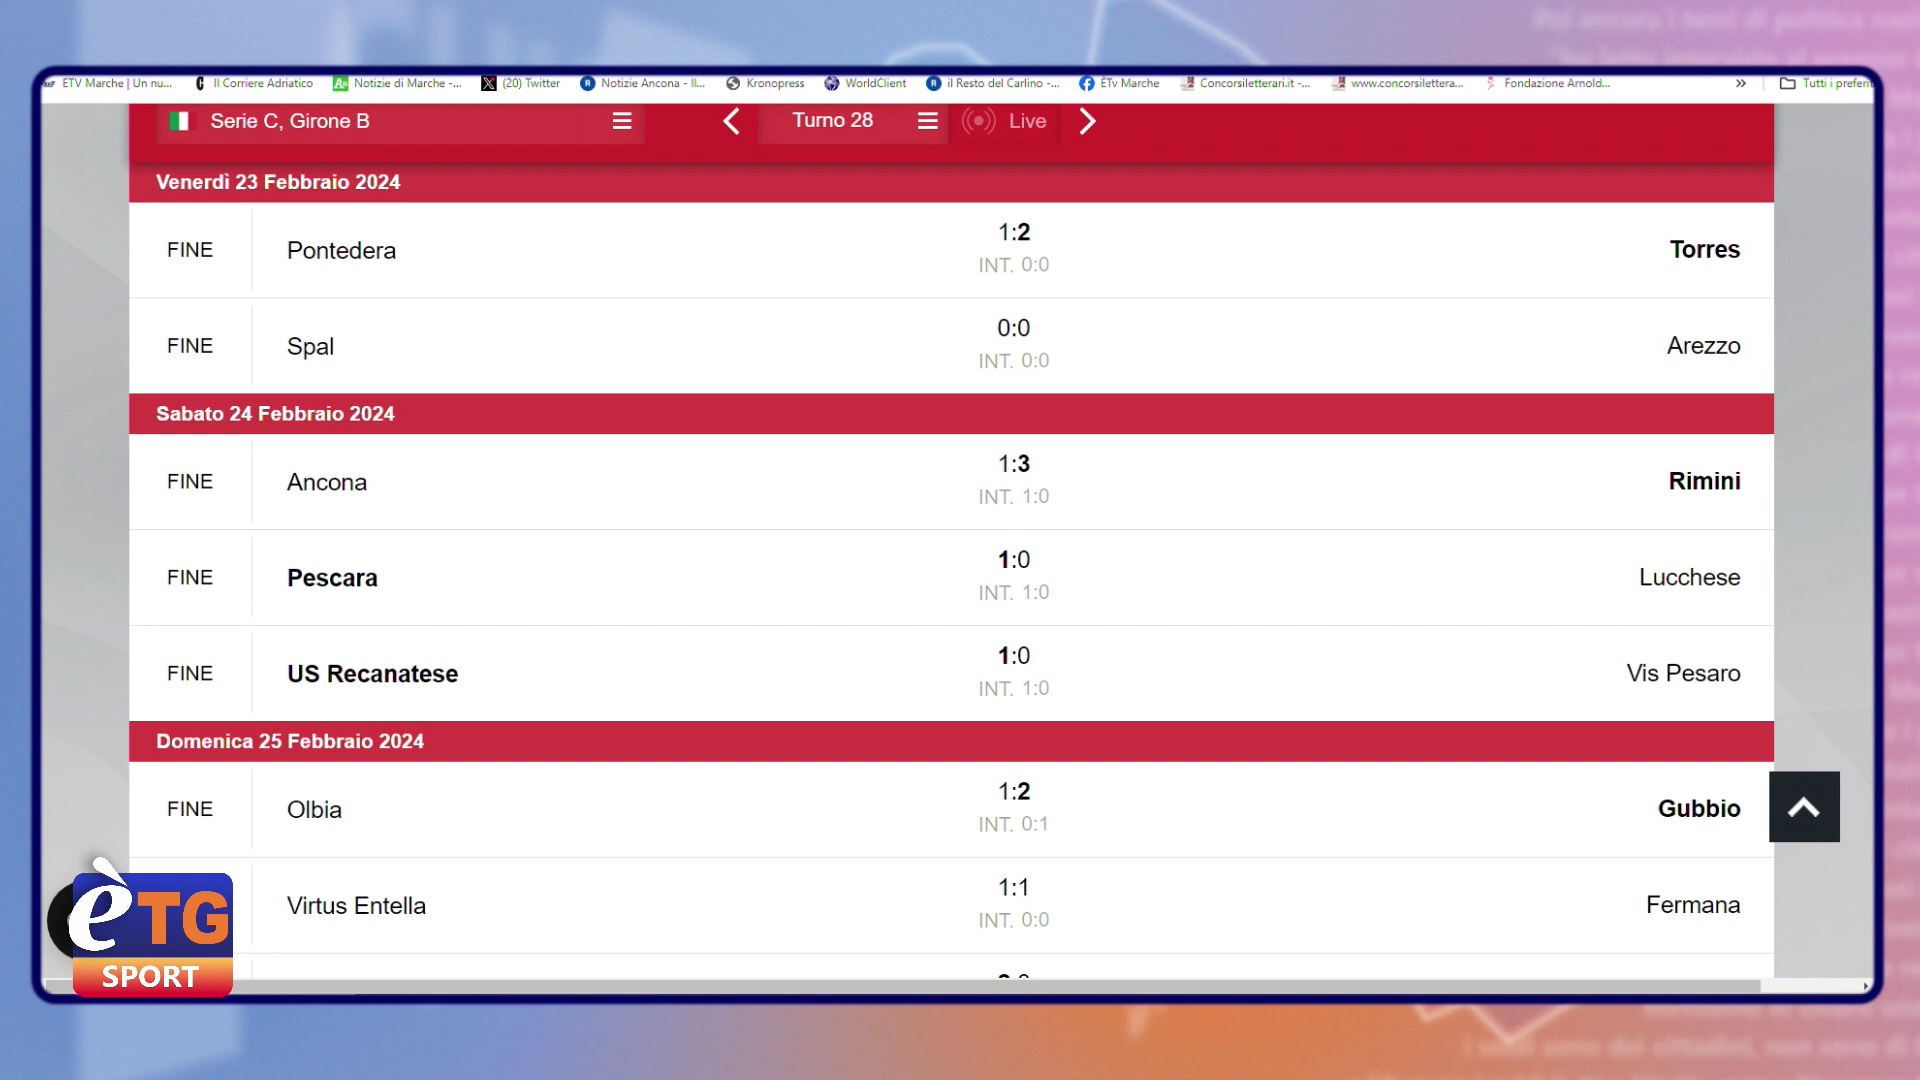 ÈTV Marche | Un nu... Il Corriere Adriatico Notizie di Marche -... (20) Twitter Notizie Ancona - Il... Kronopress WorldClient il Resto del Carlino -... ÈTv Marche Concorsiletterari.it -... www.concorsilettera... Fondazione Arnold... » Tutti i preferit
Serie C, Girone B Turno 28 Live
Venerdì 23 Febbraio 2024
FINE Pontedera 1:2 Torres
INT. 0:0
FINE Spal 0:0 Arezzo
INT. 0:0
Sabato 24 Febbraio 2024
FINE Ancona 1:3 Rimini
INT. 1:0
FINE Pescara 1:0 Lucchese
INT. 1:0
FINE US Recanatese 1:0 Vis Pesaro
INT. 1:0
Domenica 25 Febbraio 2024
FINE Olbia 1:2 Gubbio
INT. 0:1
Virtus Entella 1:1 Fermana
INT. 0:0
èTG
SPORT